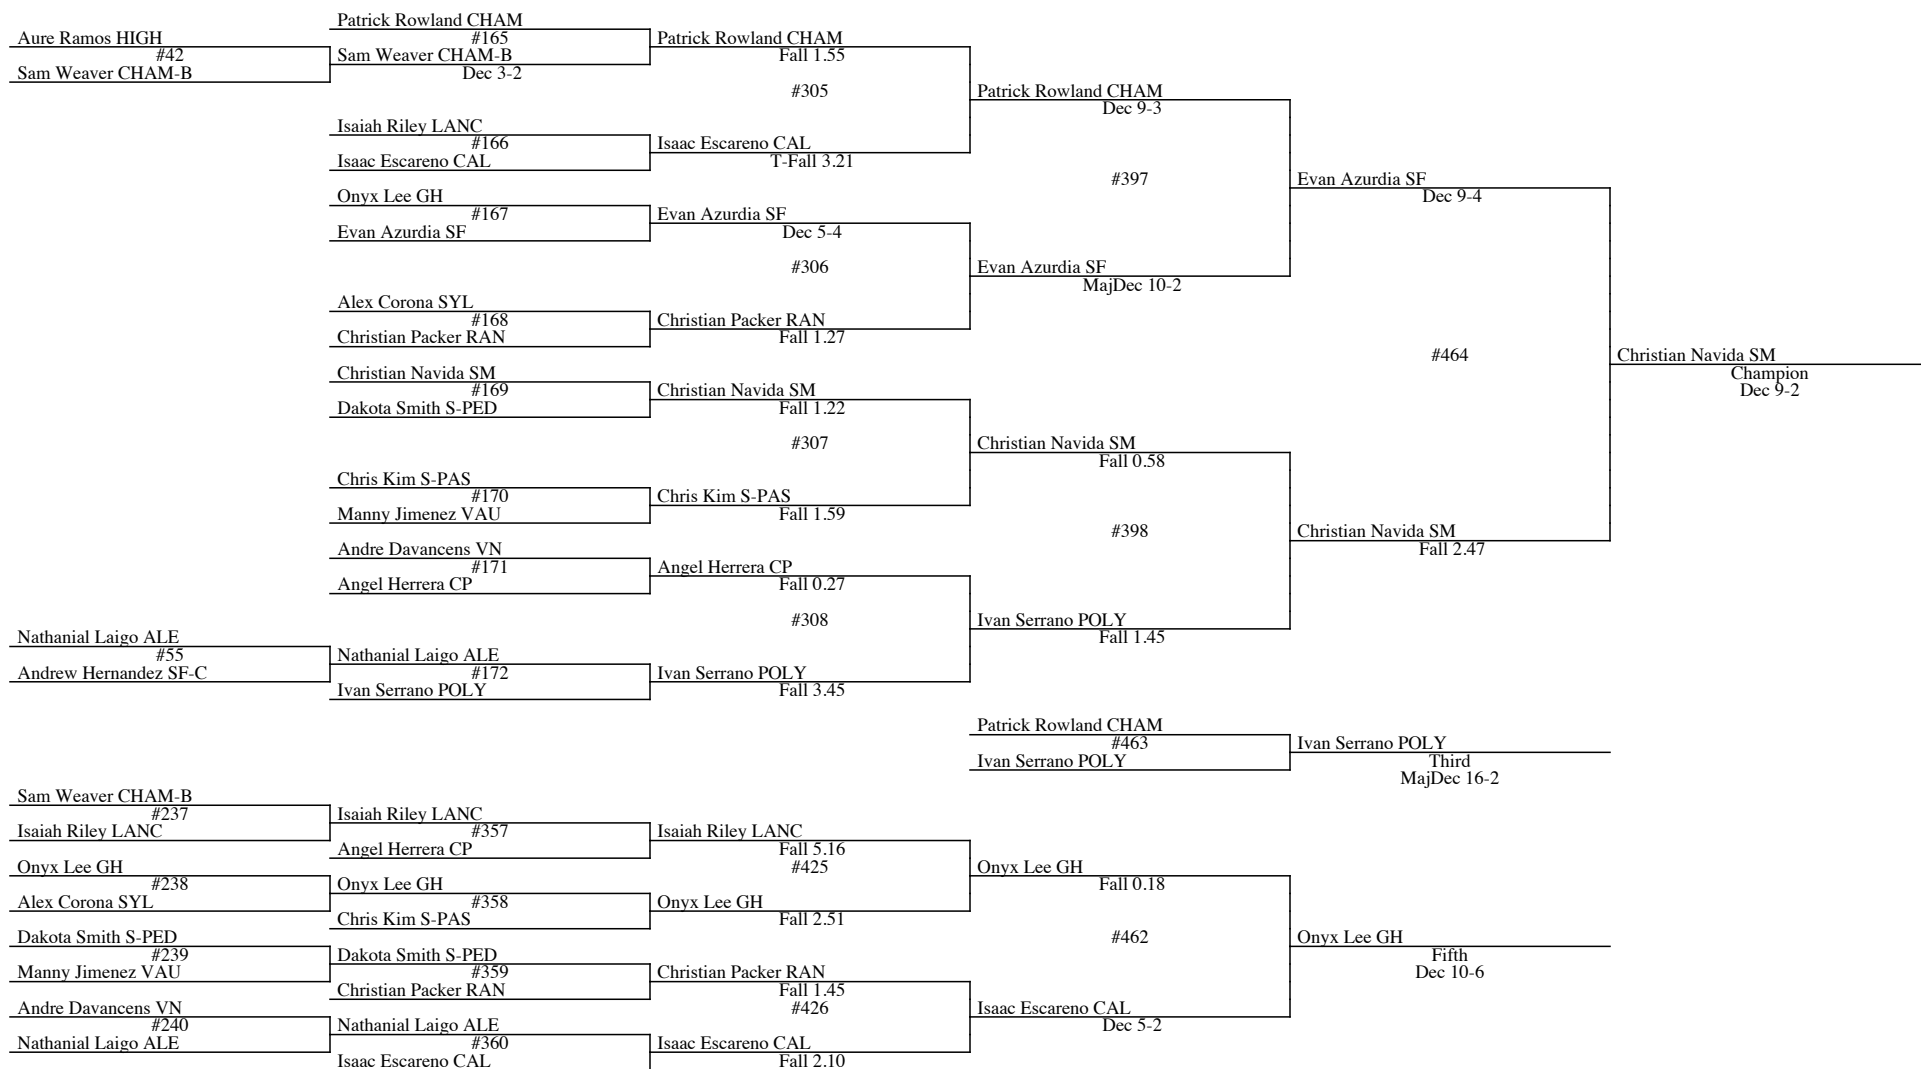 Patrick Rowland CHAM
Aure Ramos HIGH
#165
Patrick Rowland CHAM
#42
Sam Weaver CHAM-B
Fall 1.55
Sam Weaver CHAM-B
Dec 3-2
#305
Patrick Rowland CHAM
Dec 9-3
Isaiah Riley LANC
#166
Isaac Escareno CAL
Isaac Escareno CAL
T-Fall 3.21
#397
Evan Azurdia SF
Onyx Lee GH
Dec 9-4
#167
Evan Azurdia SF
Evan Azurdia SF
Dec 5-4
#306
Evan Azurdia SF
MajDec 10-2
Alex Corona SYL
#168
Christian Packer RAN
Christian Packer RAN
Fall 1.27
#464
Christian Navida SM
Christian Navida SM
Champion
#169
Christian Navida SM
Dec 9-2
Dakota Smith S-PED
Fall 1.22
#307
Christian Navida SM
Fall 0.58
Chris Kim S-PAS
#170
Chris Kim S-PAS
Manny Jimenez VAU
Fall 1.59
#398
Christian Navida SM
Andre Davancens VN
Fall 2.47
#171
Angel Herrera CP
Angel Herrera CP
Fall 0.27
#308
Ivan Serrano POLY
Nathanial Laigo ALE
Fall 1.45
#55
Nathanial Laigo ALE
Andrew Hernandez SF-C
#172
Ivan Serrano POLY
Ivan Serrano POLY
Fall 3.45
Patrick Rowland CHAM
#463
Ivan Serrano POLY
Ivan Serrano POLY
Third
MajDec 16-2
Sam Weaver CHAM-B
#237
Isaiah Riley LANC
Isaiah Riley LANC
#357
Isaiah Riley LANC
Angel Herrera CP
Fall 5.16
Onyx Lee GH
#425
Onyx Lee GH
#238
Onyx Lee GH
Fall 0.18
Alex Corona SYL
#358
Onyx Lee GH
Chris Kim S-PAS
Fall 2.51
Dakota Smith S-PED
#462
Onyx Lee GH
#239
Dakota Smith S-PED
Fifth
Manny Jimenez VAU
#359
Christian Packer RAN
Dec 10-6
Christian Packer RAN
Fall 1.45
Andre Davancens VN
#426
Isaac Escareno CAL
#240
Nathanial Laigo ALE
Dec 5-2
Nathanial Laigo ALE
#360
Isaac Escareno CAL
Isaac Escareno CAL
Fall 2.10